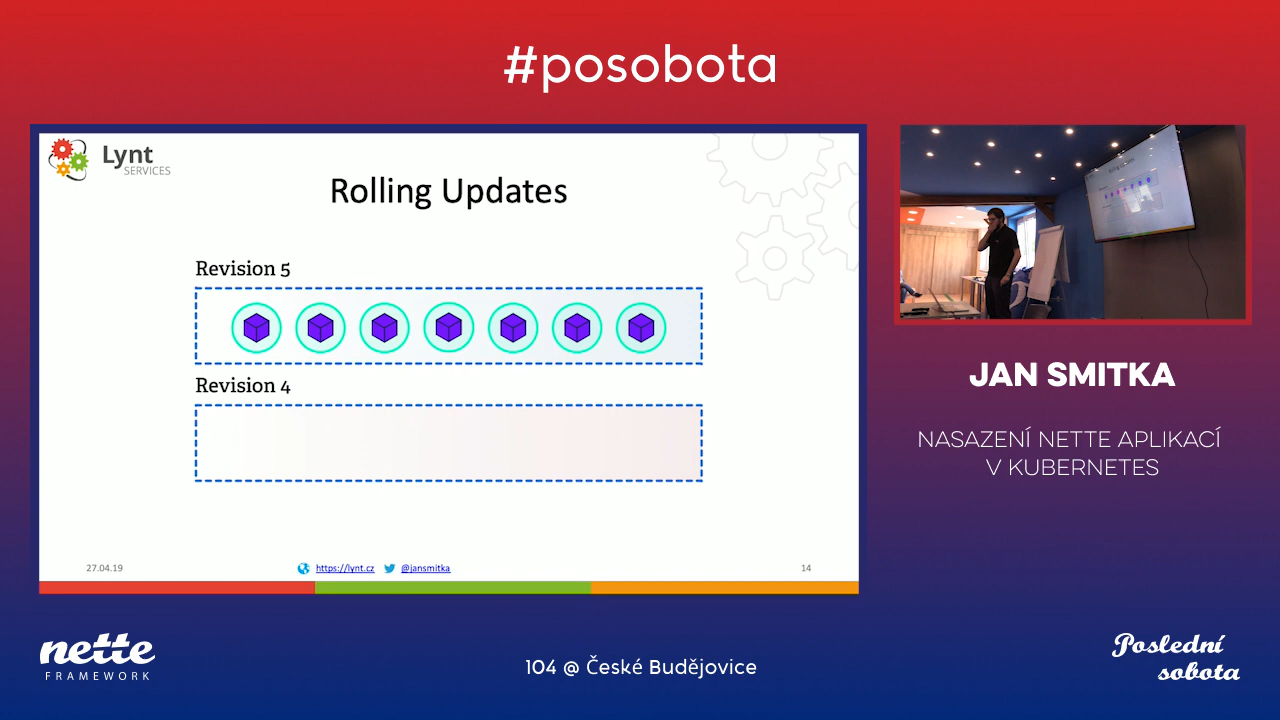 #posobota
Lynt
SERVICES
Rolling Updates
Revision 5
Revision 4
27.04.19
https://lynt.cz
@jansmitka
14
JAN SMITKA
NASAZENÍ NETTE APLIKACÍ
V KUBERNETES
nette
FRAMEWORK
104 @ České Budějovice
Poslední
sobota